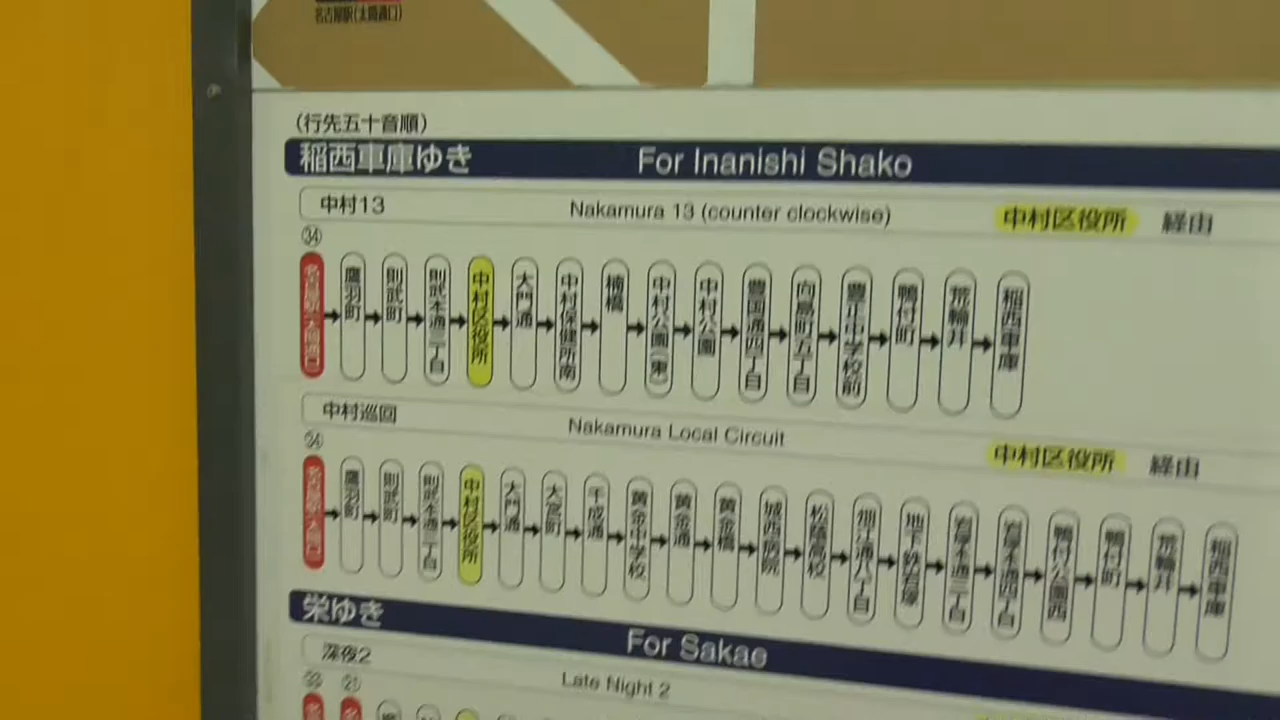 名古屋駅(太閤通口)
(行先五十音順)
稲西車庫ゆき For Inanishi Shako
中村13 Nakamura 13 (counter clockwise) 中村区役所 経由
㉞
名古屋駅(太閤通口)
鷹羽町
則武町
則武本通三丁目
中村区役所
大門通
中村保健所南
楠橋
中村公園(東)
中村公園
豊国通四丁目
向島町五丁目
豊正中学校前
鴨付町
荒輪井
稲西車庫
中村巡回 Nakamura Local Circuit 中村区役所 経由
㉞
名古屋駅(太閤通口)
鷹羽町
則武町
則武本通三丁目
中村区役所
大門通
大宮町
千成通
黄金中学校
黄金通
黄金橋
城西病院
松蔭高校
畑江通八丁目
地下鉄岩塚
岩塚本通三丁目
岩塚本通四丁目
鴨付公園西
鴨付町
荒輪井
稲西車庫
栄ゆき For Sakae
深夜2 Late Night 2